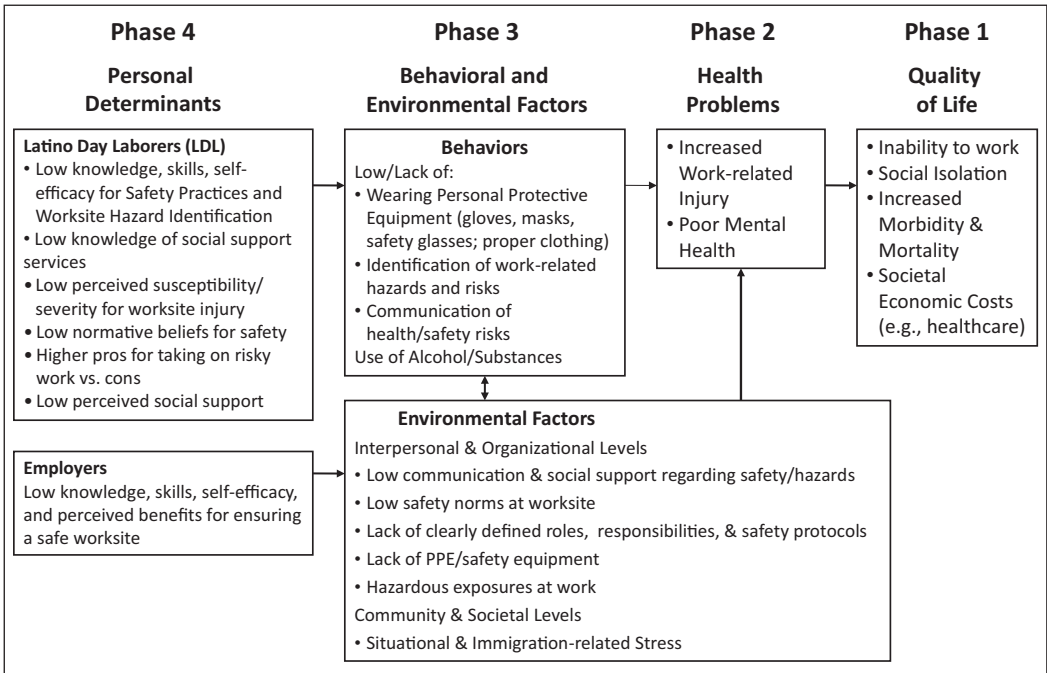 Phase 4
Personal
Determinants
Latino Day Laborers (LDL)
• Low knowledge, skills, self-
efficacy for Safety Practices and
Worksite Hazard Identification
• Low knowledge of social support
services
• Low perceived susceptibility/
severity for worksite injury
• Low normative beliefs for safety
• Higher pros for taking on risky
work vs. cons
• Low perceived social support
Employers
Low knowledge, skills, self-efficacy,
and perceived benefits for ensuring
a safe worksite
Phase 3
Behavioral and
Environmental Factors
Behaviors
Low/Lack of:
• Wearing Personal Protective
Equipment (gloves, masks,
safety glasses; proper clothing)
• Identification of work-related
hazards and risks
• Communication of
health/safety risks
Use of Alcohol/Substances
Environmental Factors
Interpersonal & Organizational Levels
• Low communication & social support regarding safety/hazards
• Low safety norms at worksite
• Lack of clearly defined roles, responsibilities, & safety protocols
• Lack of PPE/safety equipment
• Hazardous exposures at work
Community & Societal Levels
• Situational & Immigration-related Stress
Phase 2
Health
Problems
• Increased
Work-related
Injury
• Poor Mental
Health
Phase 1
Quality
of Life
• Inability to work
• Social Isolation
• Increased
Morbidity &
Mortality
• Societal
Economic Costs
(e.g., healthcare)